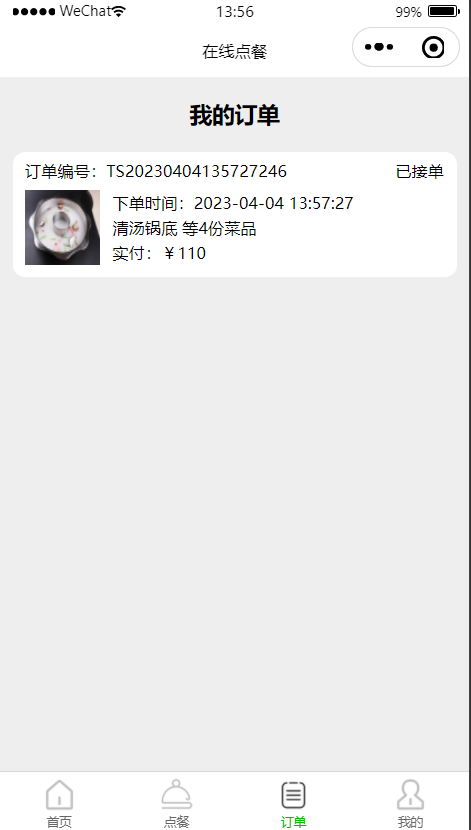 WeChat 13:56 99%
在线点餐
我的订单
订单编号：TS20230404135727246 已接单
下单时间：2023-04-04 13:57:27
清汤锅底 等4份菜品
实付：￥110
首页 点餐 订单 我的